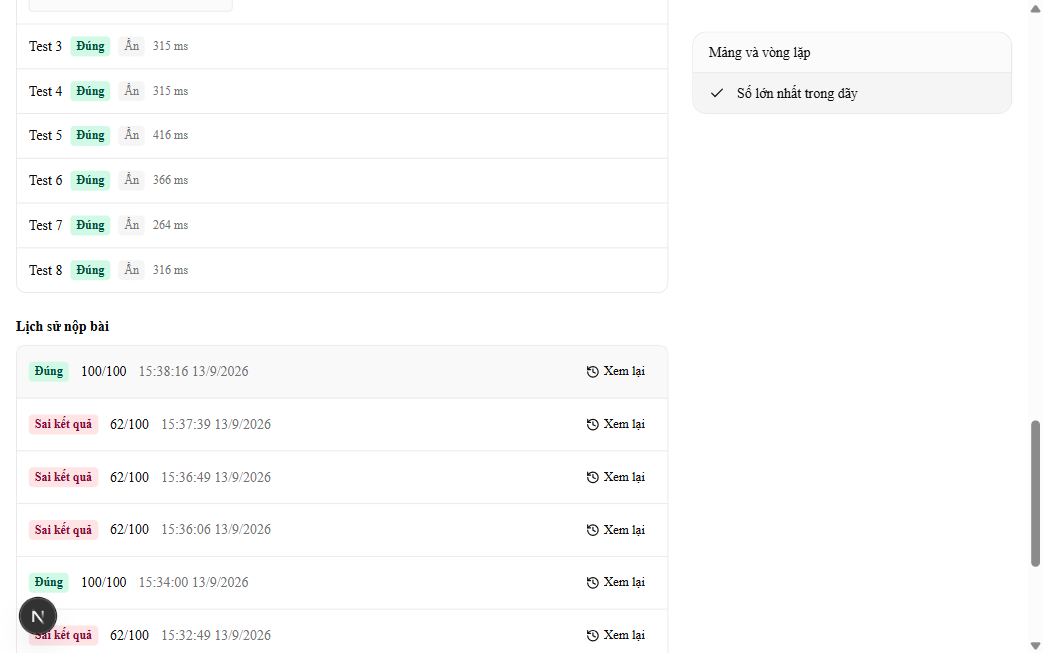 Test 3 Đúng Ẩn 315 ms
Test 4 Đúng Ẩn 315 ms
Test 5 Đúng Ẩn 416 ms
Test 6 Đúng Ẩn 366 ms
Test 7 Đúng Ẩn 264 ms
Test 8 Đúng Ẩn 316 ms
Lịch sử nộp bài
Đúng 100/100 15:38:16 13/9/2026 Xem lại
Sai kết quả 62/100 15:37:39 13/9/2026 Xem lại
Sai kết quả 62/100 15:36:49 13/9/2026 Xem lại
Sai kết quả 62/100 15:36:06 13/9/2026 Xem lại
Đúng 100/100 15:34:00 13/9/2026 Xem lại
Sai kết quả 62/100 15:32:49 13/9/2026 Xem lại
N
Mảng và vòng lặp
Số lớn nhất trong dãy